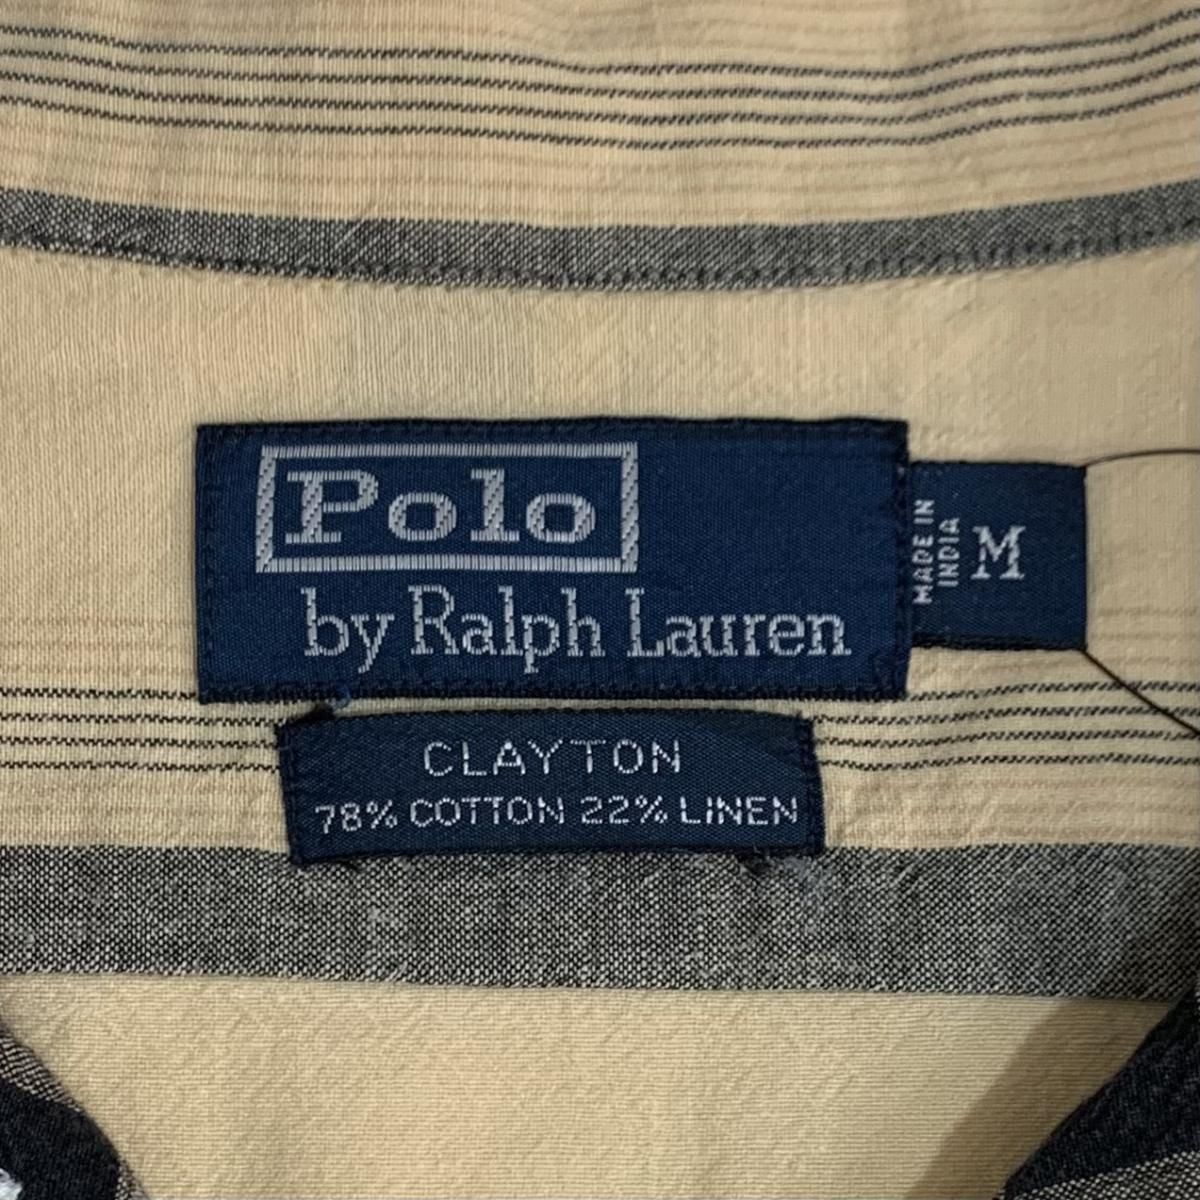 Polo
by Ralph Lauren
MADE IN
INDIA
M
CLAYTON
78% COTTON 22% LINEN